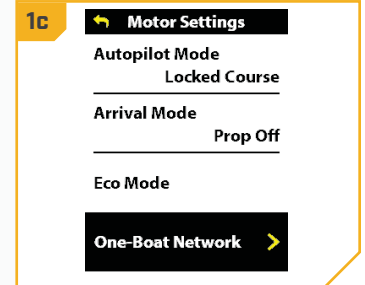 1c
Motor Settings
Autopilot Mode
Locked Course
Arrival Mode
Prop Off
Eco Mode
One-Boat Network